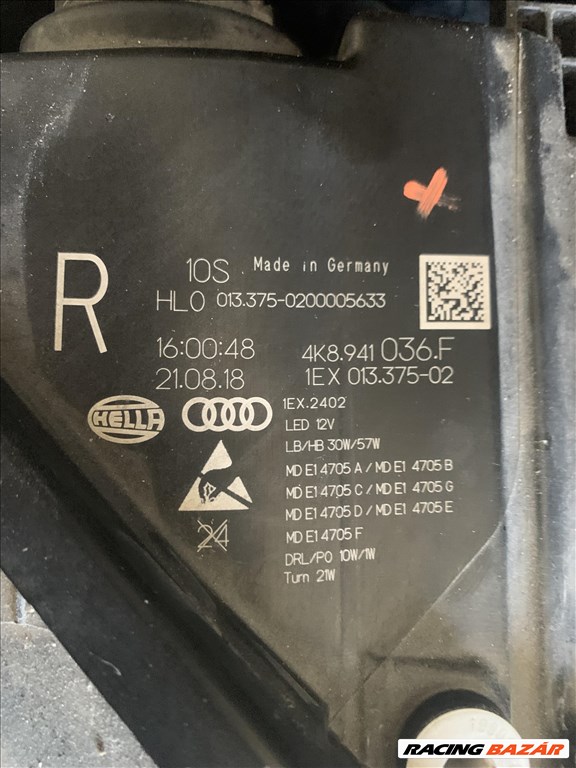 R
10S Made in Germany
HLO 013.375-0200005633
16:00:48 4K8.941 036.F
21.08.18 1EX 013.375-02
HELLA
1EX.2402
LED 12V
LB/HB 30W/57W
MD E1 4705 A / MD E1 4705 B
MD E1 4705 C / MD E1 4705 G
MD E1 4705 D / MD E1 4705 E
MD E1 4705 F
24
DRL/PO 10W/1W
Turn 21W
RACING BAZÁR